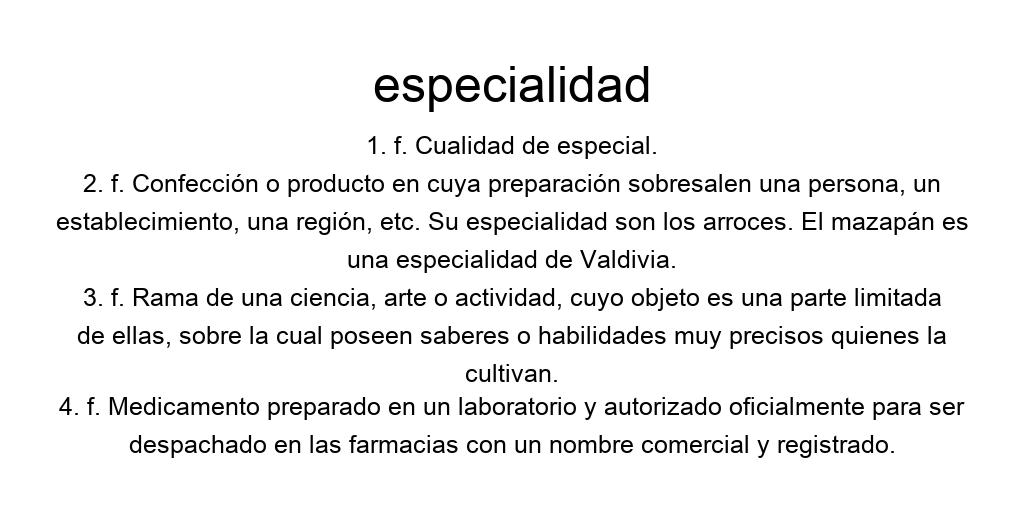 especialidad
1. f. Cualidad de especial.
2. f. Confección o producto en cuya preparación sobresalen una persona, un
establecimiento, una región, etc. Su especialidad son los arroces. El mazapán es
una especialidad de Valdivia.
3. f. Rama de una ciencia, arte o actividad, cuyo objeto es una parte limitada
de ellas, sobre la cual poseen saberes o habilidades muy precisos quienes la
cultivan.
4. f. Medicamento preparado en un laboratorio y autorizado oficialmente para ser
despachado en las farmacias con un nombre comercial y registrado.